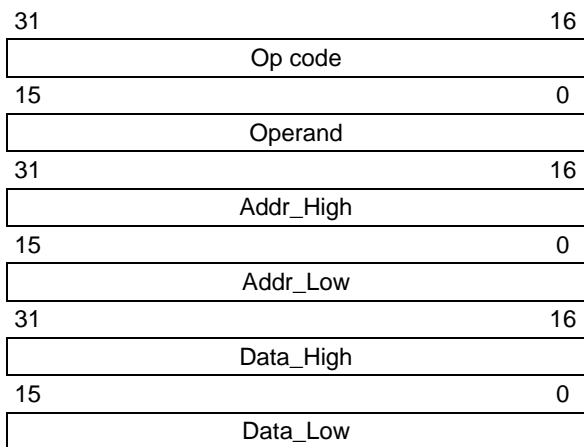 31 16
Op code
15 0
Operand
31 16
Addr_High
15 0
Addr_Low
31 16
Data_High
15 0
Data_Low